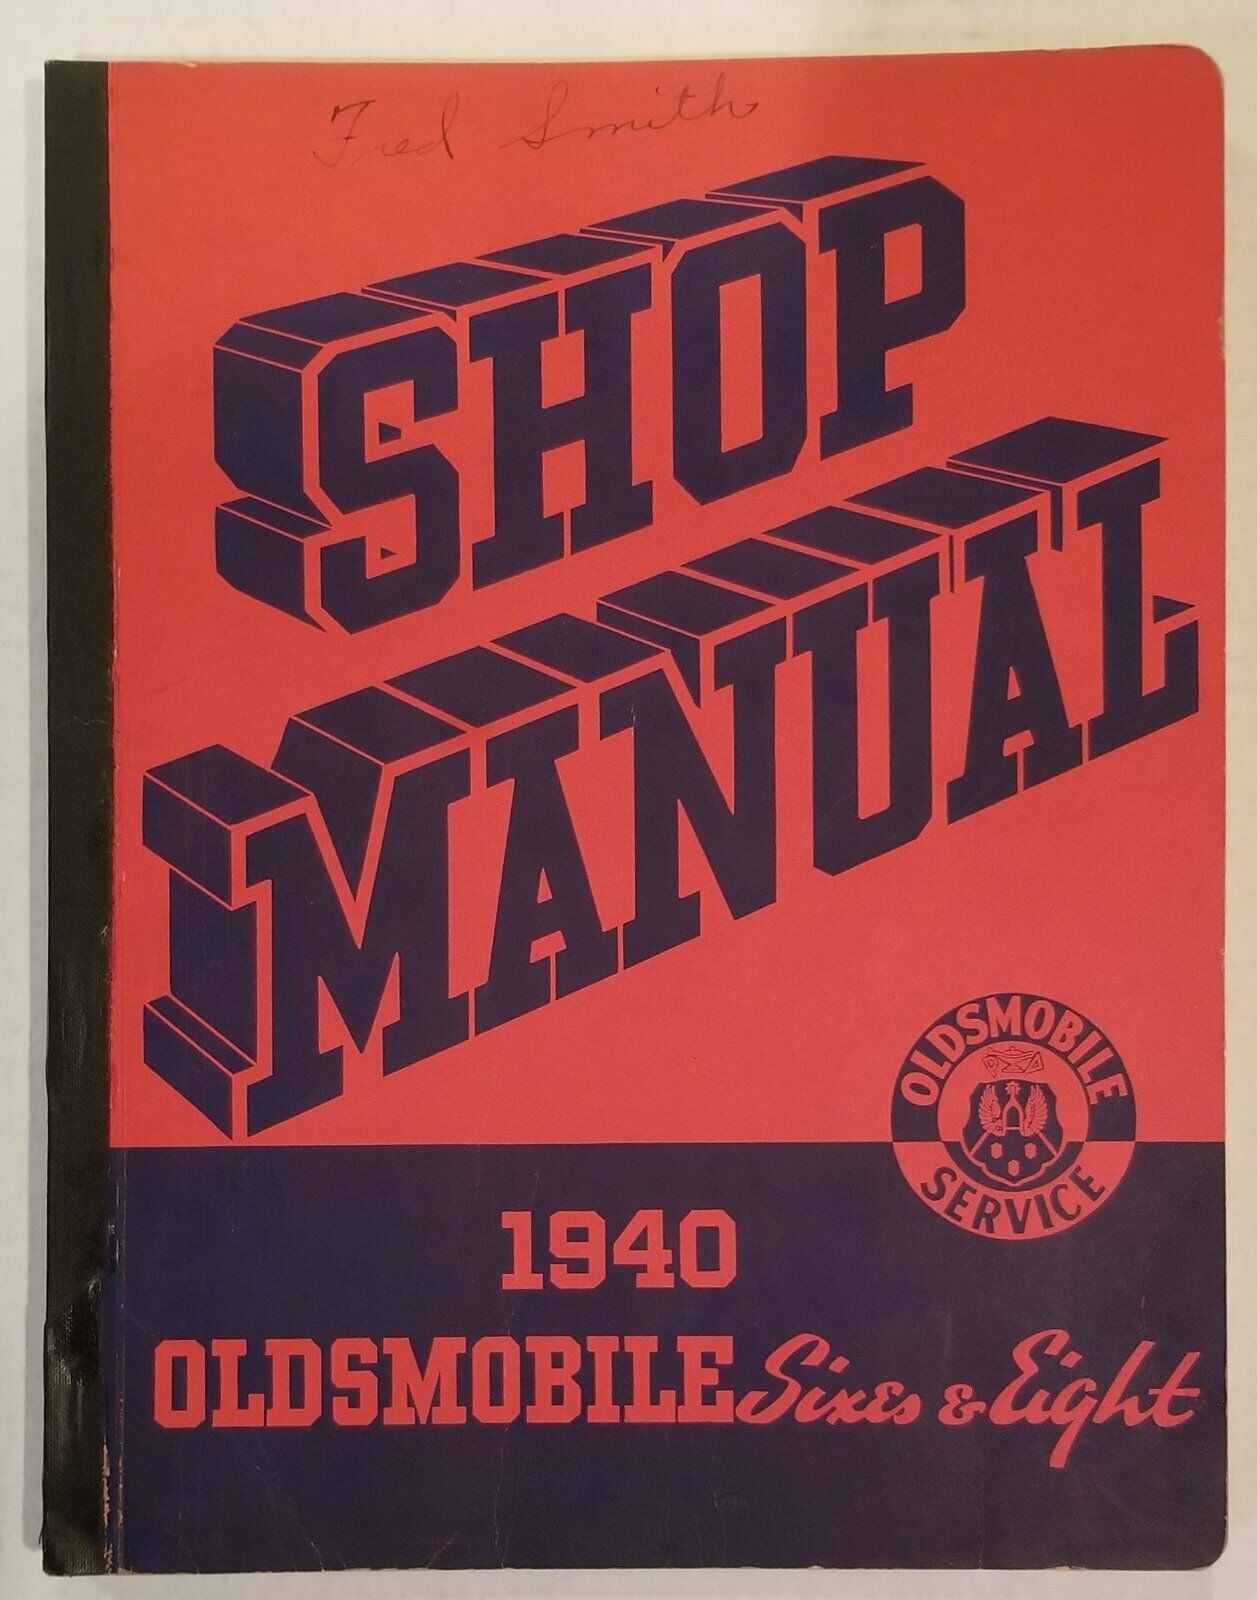 Fred Smith
SHOP
MANUAL
OLDSMOBILE
SERVICE
1940
OLDSMOBILE Sixes & Eight